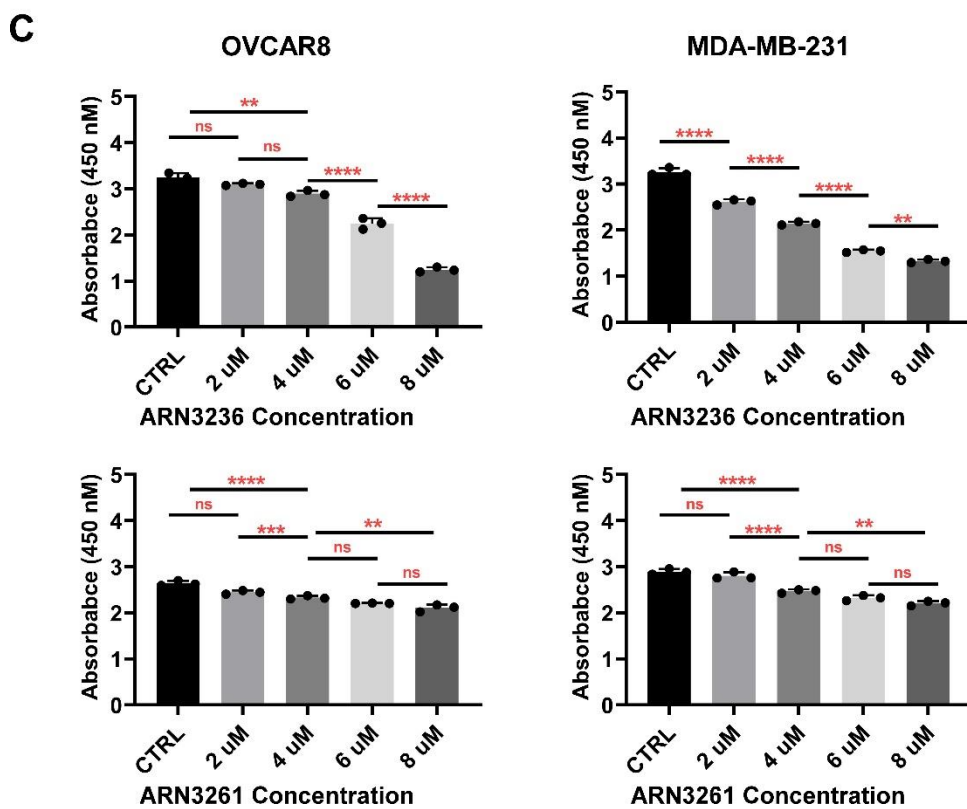 C
OVCAR8
Absorbabce (450 nM)
5
4
3
2
1
0
**
ns
ns
****
****
CTRL
2 uM
4 uM
6 uM
8 uM
ARN3236 Concentration
MDA-MB-231
Absorbabce (450 nM)
5
4
3
2
1
0
****
****
****
**
CTRL
2 uM
4 uM
6 uM
8 uM
ARN3236 Concentration
Absorbabce (450 nM)
5
4
3
2
1
0
****
ns
***
**
ns
ns
CTRL
2 uM
4 uM
6 uM
8 uM
ARN3261 Concentration
Absorbabce (450 nM)
5
4
3
2
1
0
****
ns
****
**
ns
ns
CTRL
2 uM
4 uM
6 uM
8 uM
ARN3261 Concentration